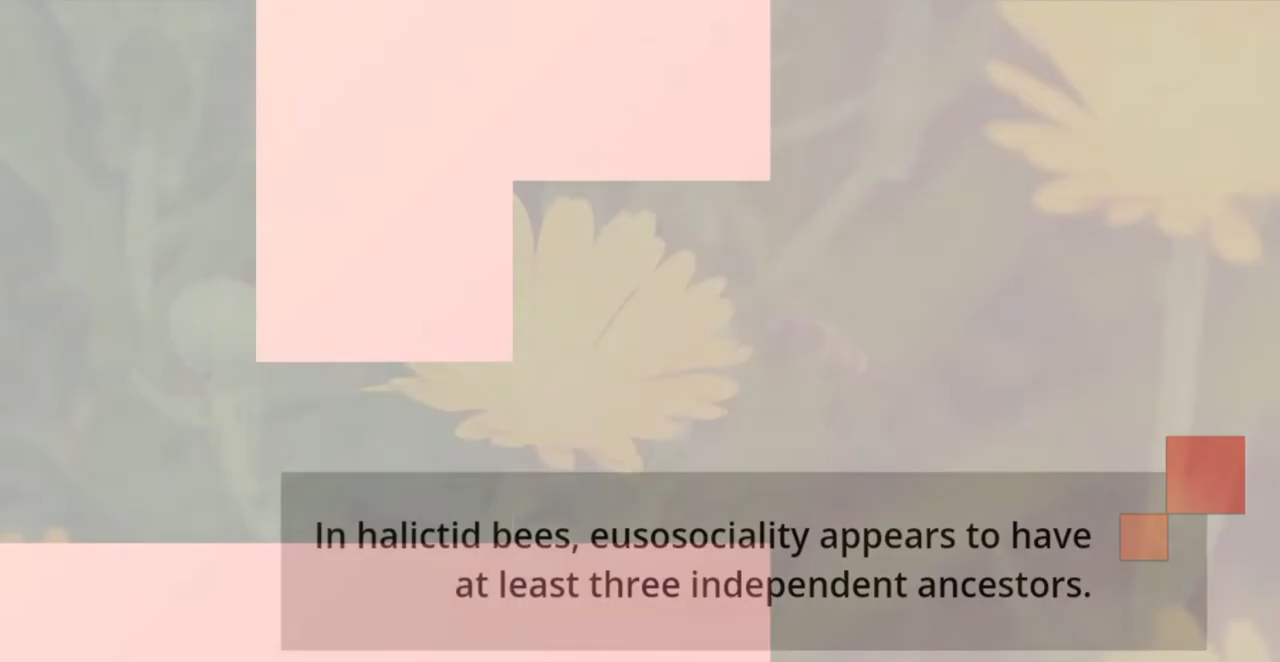 In halictid bees, eusosociality appears to have
at least three independent ancestors.